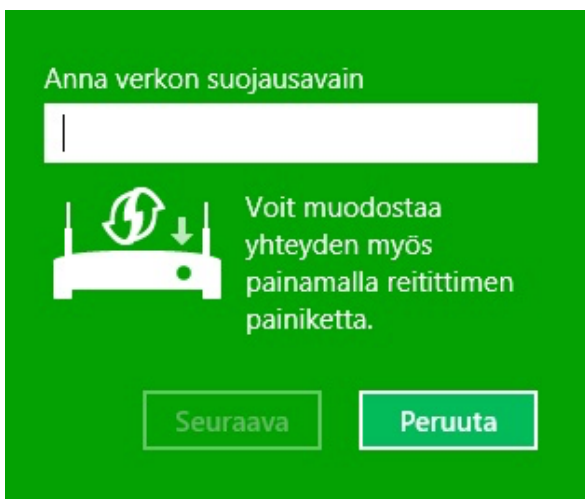 Anna verkon suojausavain
Voit muodostaa
yhteyden myös
painamalla reitittimen
painiketta.
Seuraava
Peruuta